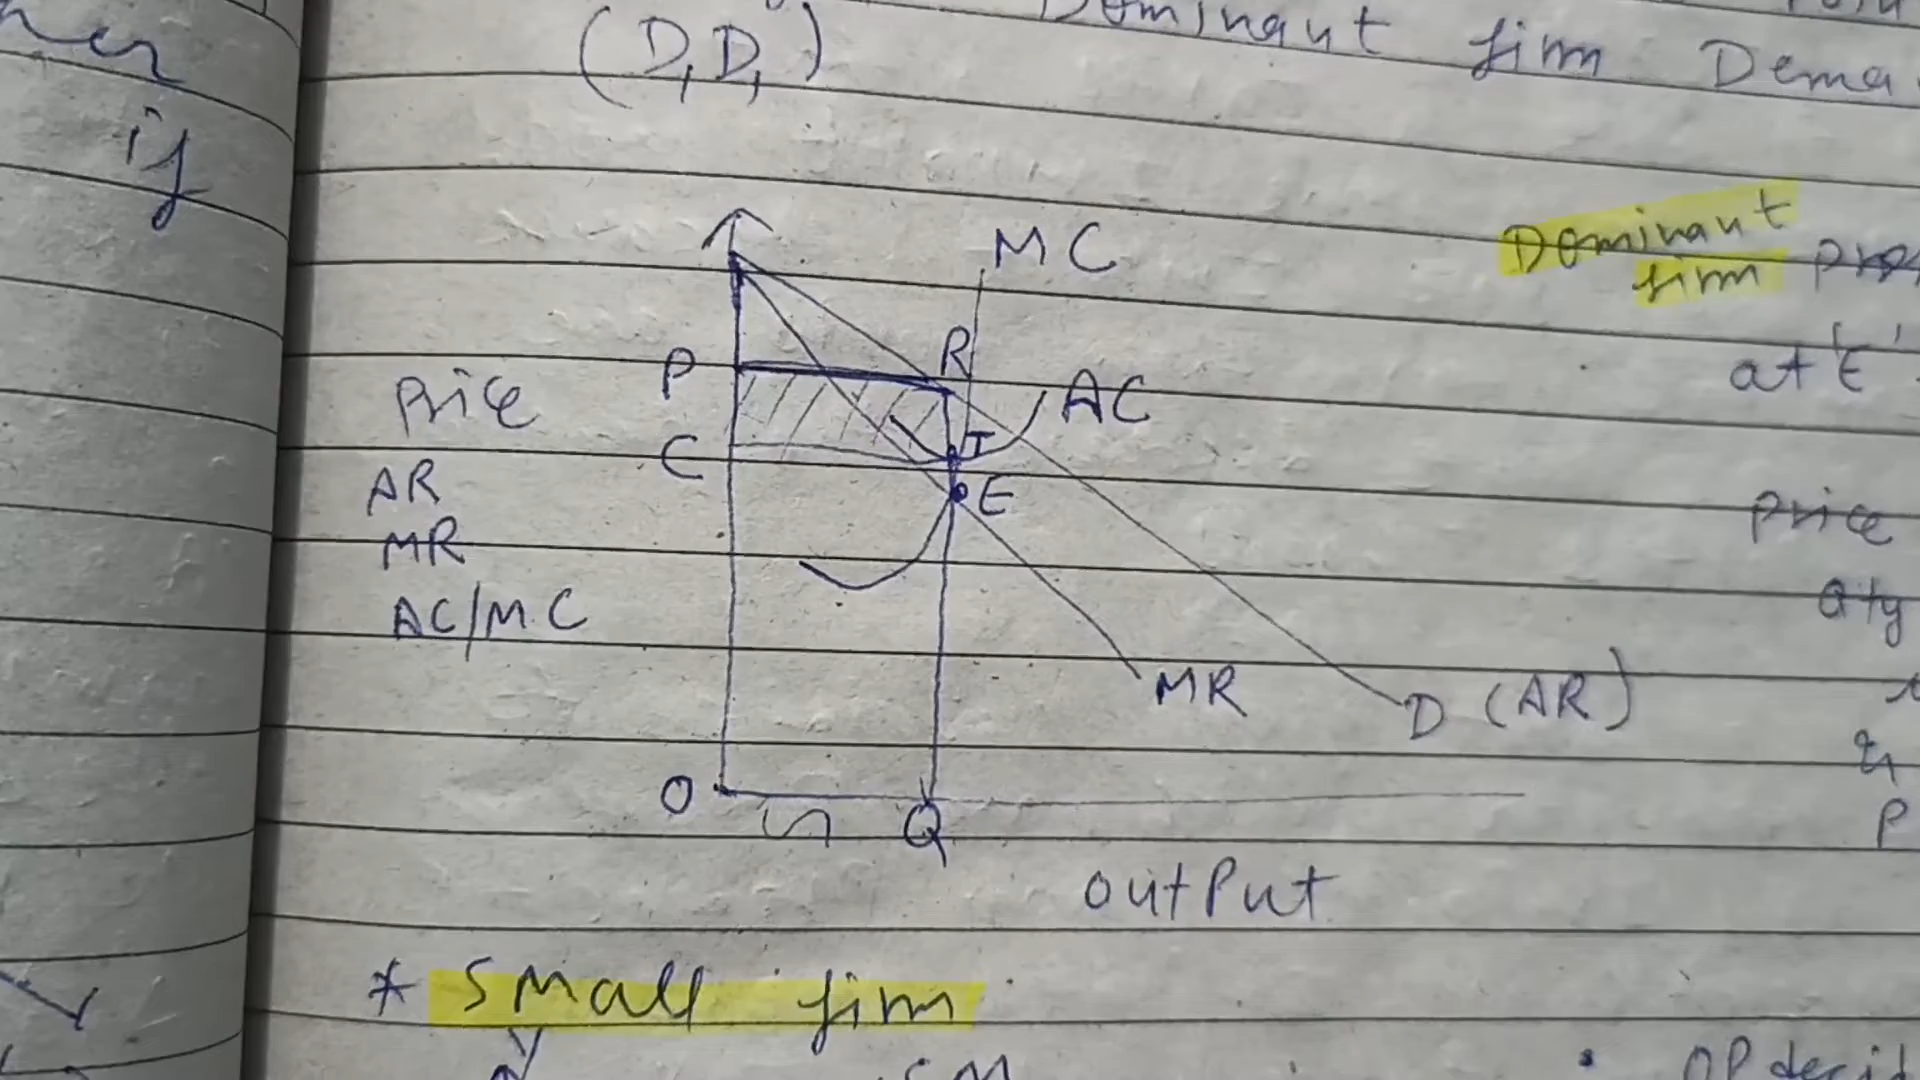 if
(D,D,)
Dominant firm
Dominant
firm
MC
R
P
AC
Price
at 'E'
T
C
E
AR
price
MR
Qty
AC/MC
MR
D (AR)
O
Q
P
output
* Small firm
OP